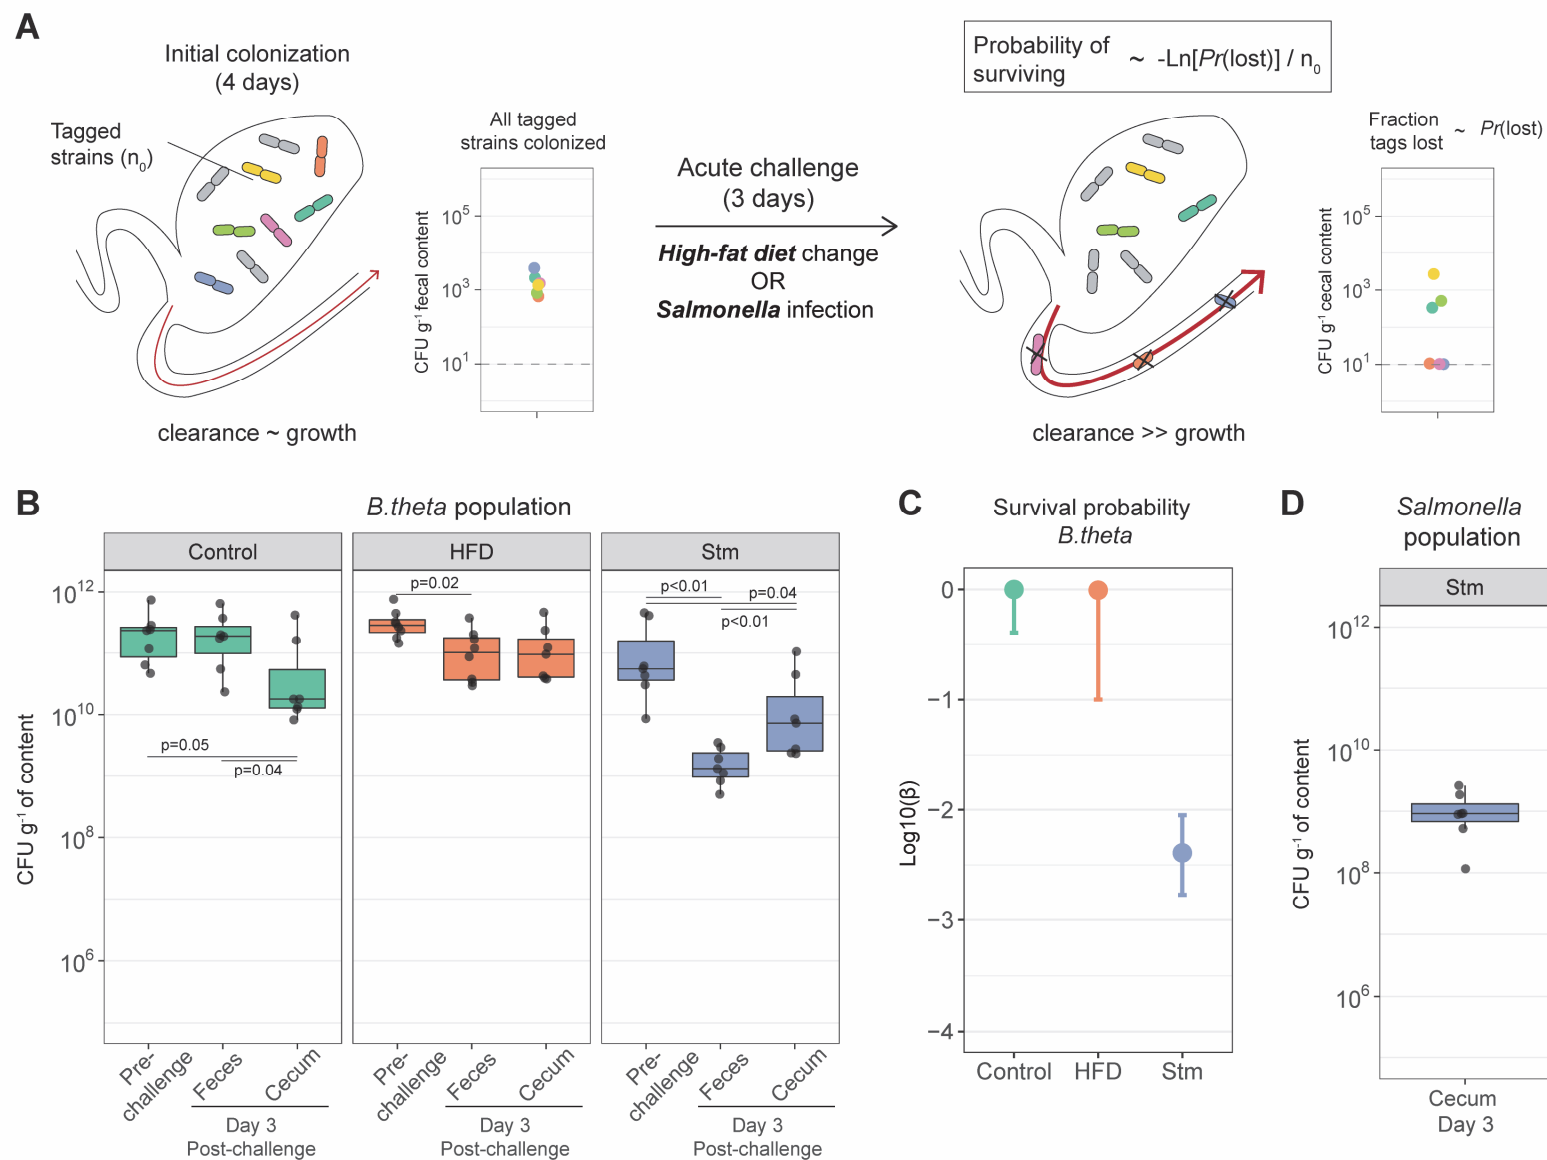 A
Initial colonization
(4 days)
Tagged
strains (n0)
All tagged
strains colonized
CFU g-1 fecal content
10^5
10^3
10^1
clearance ~ growth
Acute challenge
(3 days)
High-fat diet change
OR
Salmonella infection
Probability of
surviving ~ -Ln[Pr(lost)] / n0
Fraction
tags lost ~ Pr(lost)
CFU g-1 cecal content
10^5
10^3
10^1
clearance >> growth
B
B.theta population
Control
HFD
Stm
CFU g-1 of content
10^12
10^10
10^8
10^6
p=0.05
p=0.04
p=0.02
p<0.01
p=0.04
p<0.01
Pre-
challenge
Feces
Cecum
Day 3
Post-challenge
Pre-
challenge
Feces
Cecum
Day 3
Post-challenge
Pre-
challenge
Feces
Cecum
Day 3
Post-challenge
C
Survival probability
B.theta
Log10(β)
0
−1
−2
−3
−4
Control
HFD
Stm
D
Salmonella
population
Stm
CFU g-1 of content
10^12
10^10
10^8
10^6
Cecum
Day 3